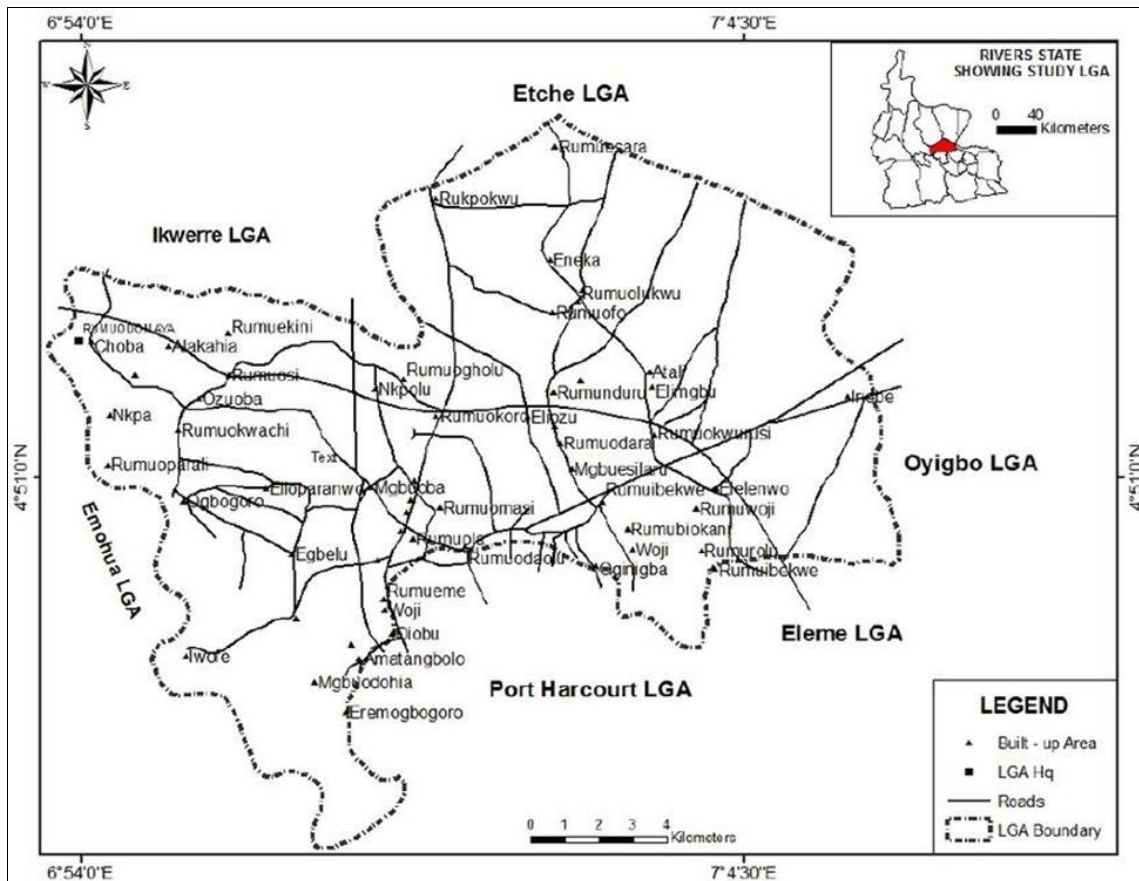 6°54'0"E
7°4'30"E
RIVERS STATE
SHOWING STUDY LGA
0 40
Kilometers
N
W E
S
Etche LGA
Rumuesara
Rukpokwu
Ikwerre LGA
Eneka
Rumuolukwu
Rumuofo
Rumuekini
Choba
Alakahia
Rumuosi
Rumuogholu
Nkpolu
Atali
Rumunduru
Elimgbu
Iriebe
Ozuoba
Nkpa
Rumuokoro
Eliozu
Rumuokwachi
Rumuodara
Rumuokwurusi
Text
Rumuoparali
Mgbuesilaru
Oyigbo LGA
4°51'0"N
4°51'0"N
Elioparanwo
Mgbuoba
Rumuibekwe
Elelenwo
Ogbogoro
Rumuomasi
Rumuwoji
Rumubiokani
Emohua LGA
Egbelu
Rumupia
Rumuodaolu
Woji
Rumurolu
Oginigba
Rumuibekwe
Rumueme
Woji
Diobu
Eleme LGA
Iwofe
Amatangbolo
Mgbuodohia
Port Harcourt LGA
Eremogbogoro
LEGEND
Built - up Area
LGA Hq
Roads
LGA Boundary
0 1 2 3 4
Kilometers
6°54'0"E
7°4'30"E